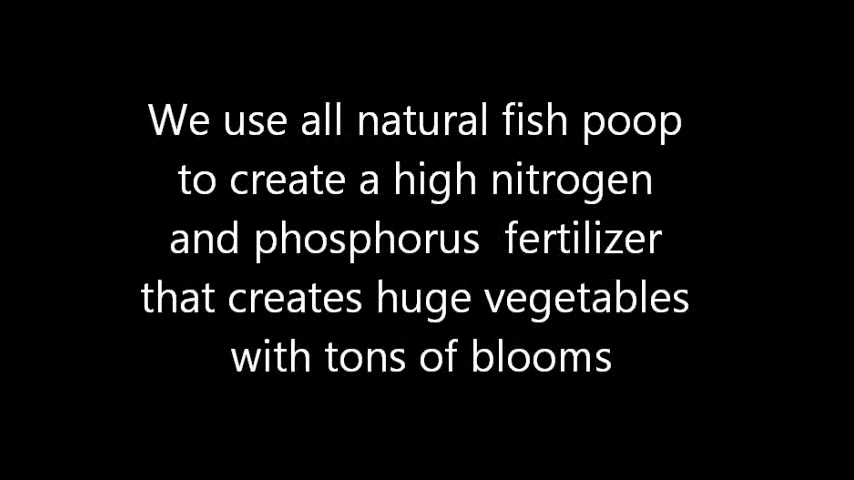 We use all natural fish poop
to create a high nitrogen
and phosphorus  fertilizer
that creates huge vegetables
with tons of blooms